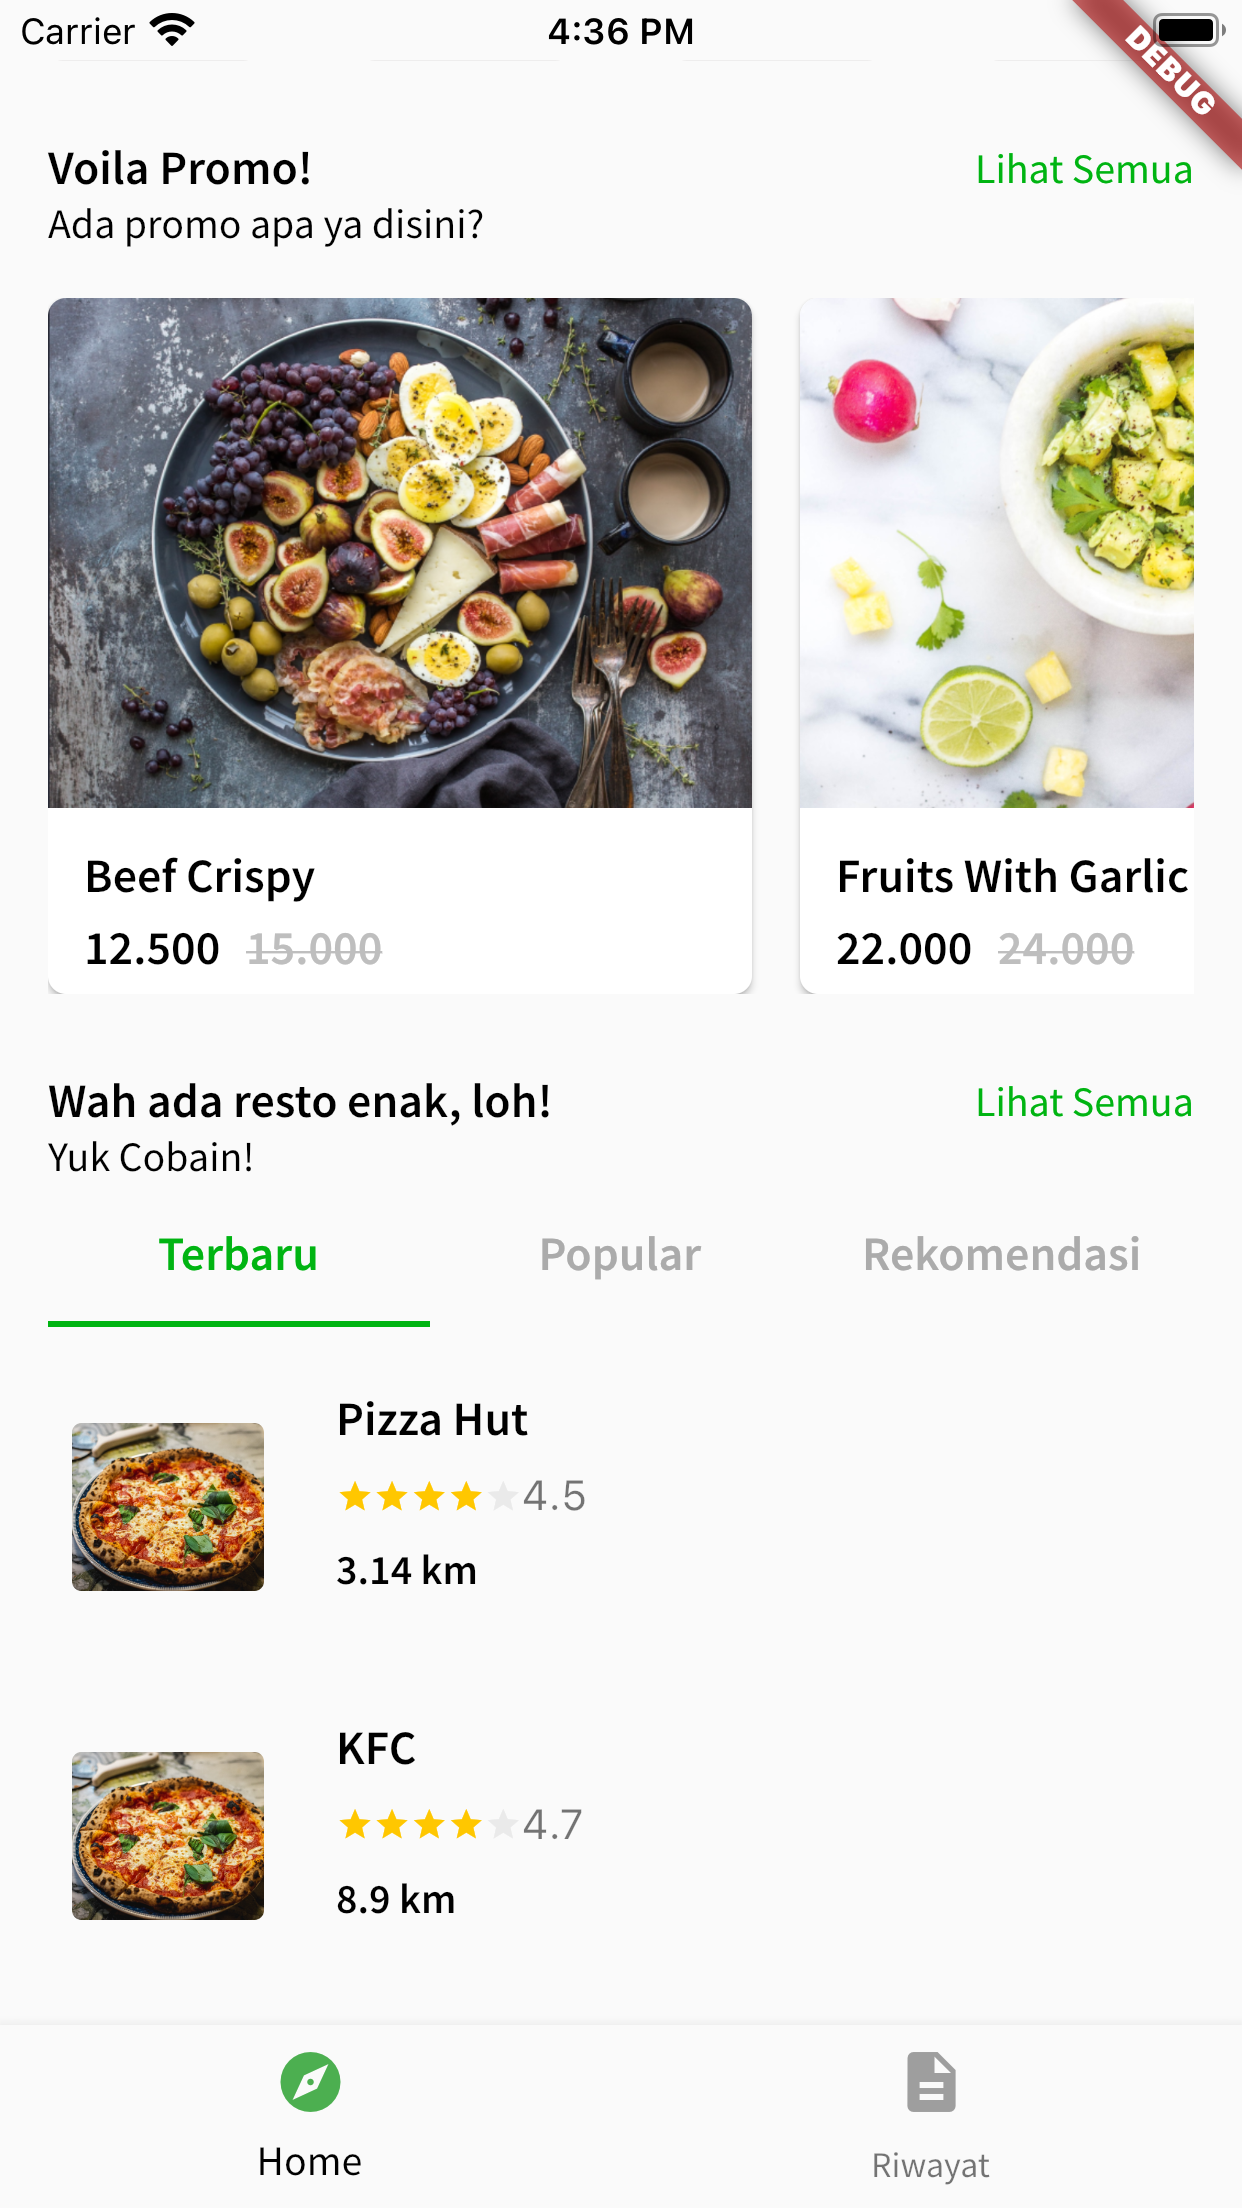 Carrier 4:36 PM
DEBUG
Voila Promo! Lihat Semua
Ada promo apa ya disini?
Beef Crispy
12.500 15.000
Fruits With Garlic
22.000 24.000
Wah ada resto enak, loh! Lihat Semua
Yuk Cobain!
Terbaru Popular Rekomendasi
Pizza Hut
4.5
3.14 km
KFC
4.7
8.9 km
Home Riwayat